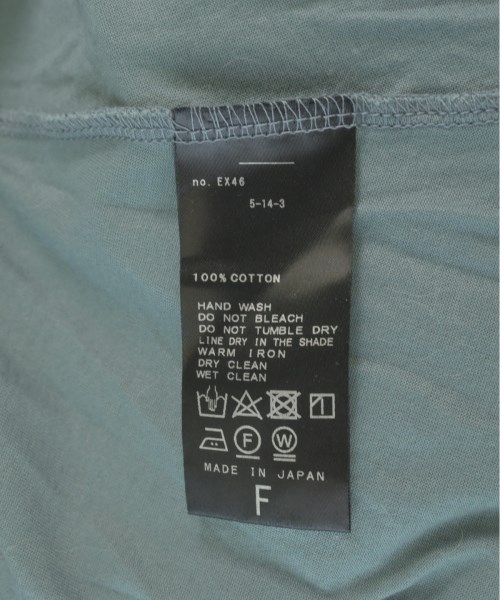 no. EX46
5-14-3
100% COTTON
HAND WASH
DO NOT BLEACH
DO NOT TUMBLE DRY
LINE DRY IN THE SHADE
WARM IRON
DRY CLEAN
WET CLEAN
F W
MADE IN JAPAN
F